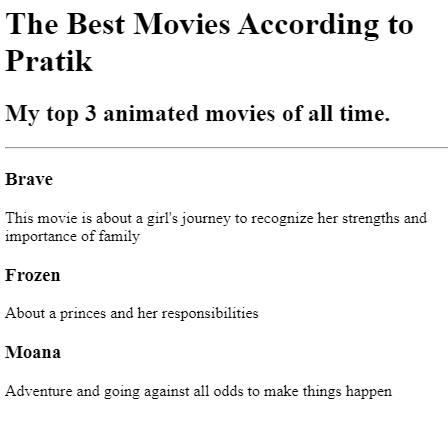 The Best Movies According to
Pratik
My top 3 animated movies of all time.
Brave
This movie is about a girl's journey to recognize her strengths and
importance of family
Frozen
About a princes and her responsibilities
Moana
Adventure and going against all odds to make things happen